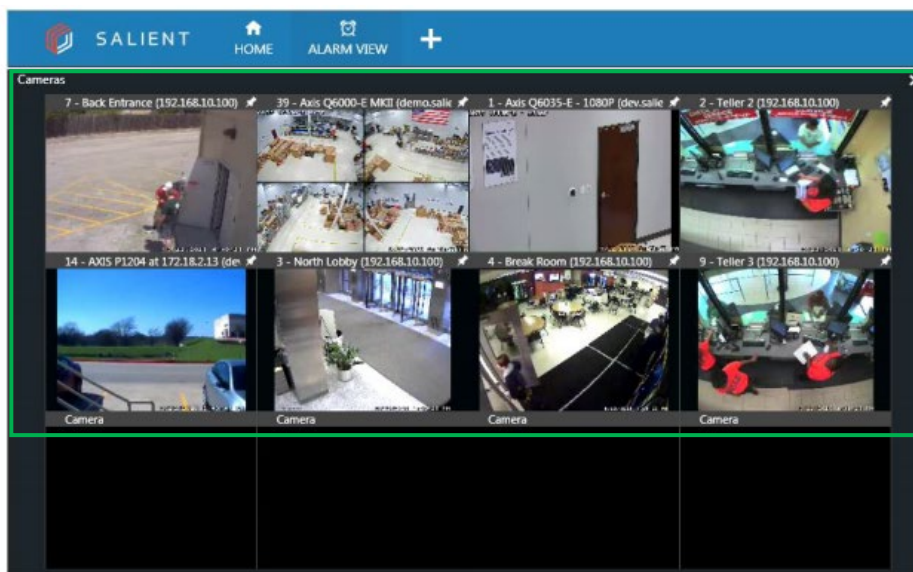 SALIENT
HOME
ALARM VIEW
Cameras
7 - Back Entrance (192.168.10.100)
39 - Axis Q6000-E MKII (demo.salie
1 - Axis Q6035-E - 1080P (dev.salie
2 - Teller 2 (192.168.10.100)
14 - AXIS P1204 at 172.18.2.13 (de
3 - North Lobby (192.168.10.100)
4 - Break Room (192.168.10.100)
9 - Teller 3 (192.168.10.100)
Camera
Camera
Camera
Camera